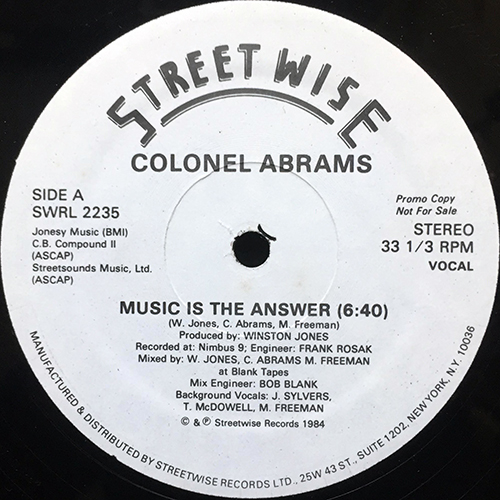 STREETWISE
COLONEL ABRAMS
SIDE A
SWRL 2235
Jonesy Music (BMI)
C.B. Compound II
(ASCAP)
Streetsounds Music, Ltd.
(ASCAP)
Promo Copy
Not For Sale
STEREO
33 1/3 RPM
VOCAL
MUSIC IS THE ANSWER (6:40)
(W. Jones, C. Abrams, M. Freeman)
Produced by: WINSTON JONES
Recorded at: Nimbus 9; Engineer: FRANK ROSAK
Mixed by: W. JONES, C. ABRAMS M. FREEMAN
at Blank Tapes
Mix Engineer: BOB BLANK
Background Vocals: J. SYLVERS,
T. McDOWELL, M. FREEMAN
© & ℗ Streetwise Records 1984
MANUFACTURED & DISTRIBUTED BY STREETWISE RECORDS LTD., 25W 43 ST., SUITE 1202, NEW YORK, N.Y. 10036